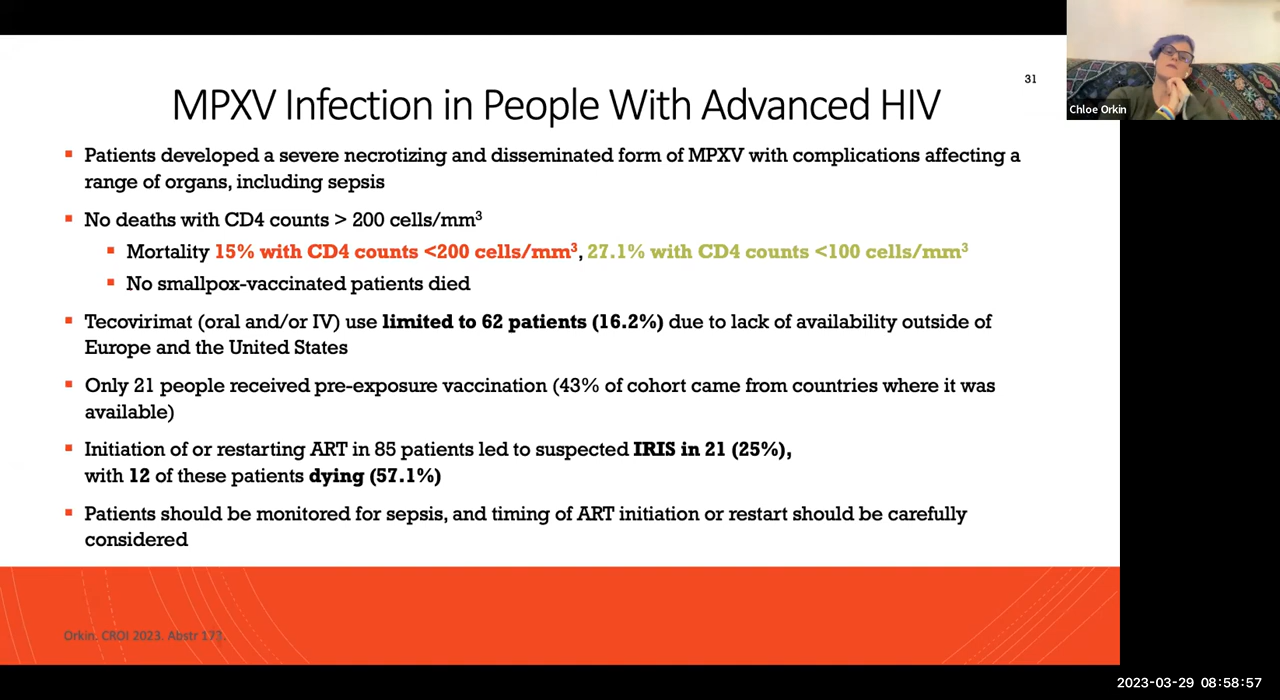 31
MPXV Infection in People With Advanced HIV
Chloe Orkin
▪ Patients developed a severe necrotizing and disseminated form of MPXV with complications affecting a
range of organs, including sepsis
▪ No deaths with CD4 counts > 200 cells/mm³
▪ Mortality 15% with CD4 counts <200 cells/mm³, 27.1% with CD4 counts <100 cells/mm³
▪ No smallpox-vaccinated patients died
▪ Tecovirimat (oral and/or IV) use limited to 62 patients (16.2%) due to lack of availability outside of
Europe and the United States
▪ Only 21 people received pre-exposure vaccination (43% of cohort came from countries where it was
available)
▪ Initiation of or restarting ART in 85 patients led to suspected IRIS in 21 (25%),
with 12 of these patients dying (57.1%)
▪ Patients should be monitored for sepsis, and timing of ART initiation or restart should be carefully
considered
Orkin. CROI 2023. Abstr 173.
2023-03-29 08:58:57